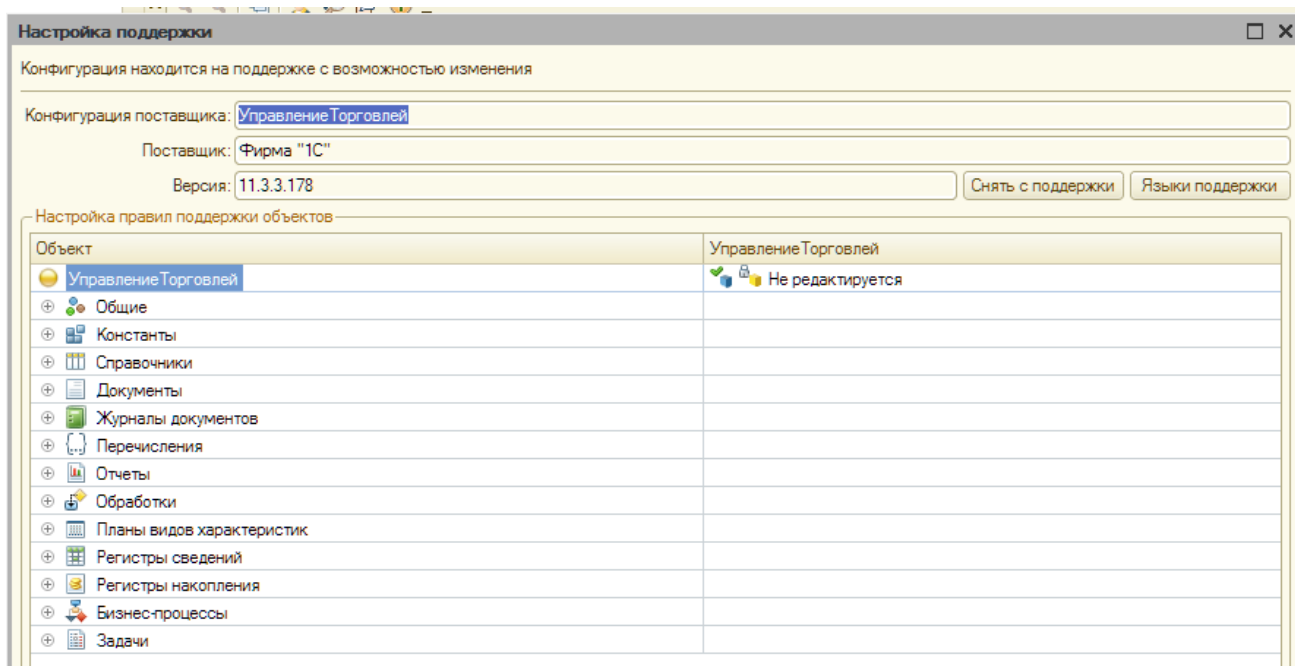 Настройка поддержки
Конфигурация находится на поддержке с возможностью изменения
Конфигурация поставщика: УправлениеТорговлей
Поставщик: Фирма "1С"
Версия: 11.3.3.178 Снять с поддержки Языки поддержки
Настройка правил поддержки объектов
Объект УправлениеТорговлей
УправлениеТорговлей Не редактируется
Общие
Константы
Справочники
Документы
Журналы документов
Перечисления
Отчеты
Обработки
Планы видов характеристик
Регистры сведений
Регистры накопления
Бизнес-процессы
Задачи